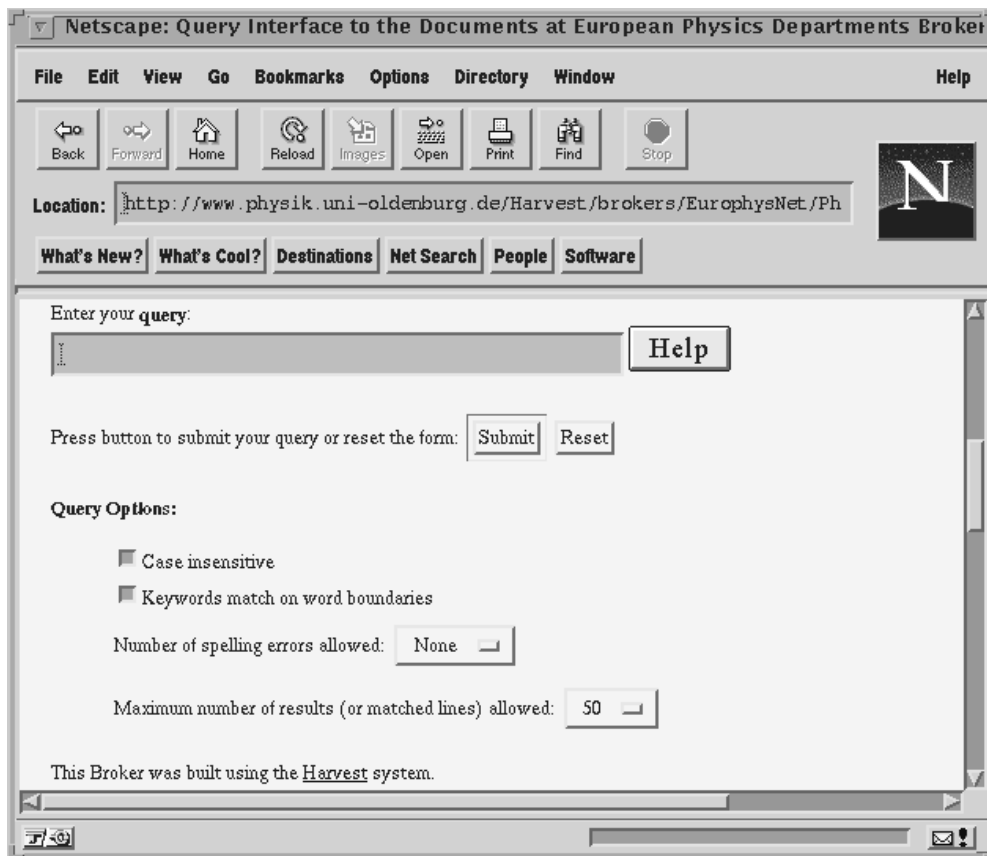 Netscape: Query Interface to the Documents at European Physics Departments Broker
File Edit View Go Bookmarks Options Directory Window Help
Back Forward Home Reload Images Open Print Find Stop
N
Location: http://www.physik.uni-oldenburg.de/Harvest/brokers/EurophysNet/Ph
What's New? What's Cool? Destinations Net Search People Software
Enter your query:
Help
Press button to submit your query or reset the form: Submit Reset
Query Options:
Case insensitive
Keywords match on word boundaries
Number of spelling errors allowed: None
Maximum number of results (or matched lines) allowed: 50
This Broker was built using the Harvest system.